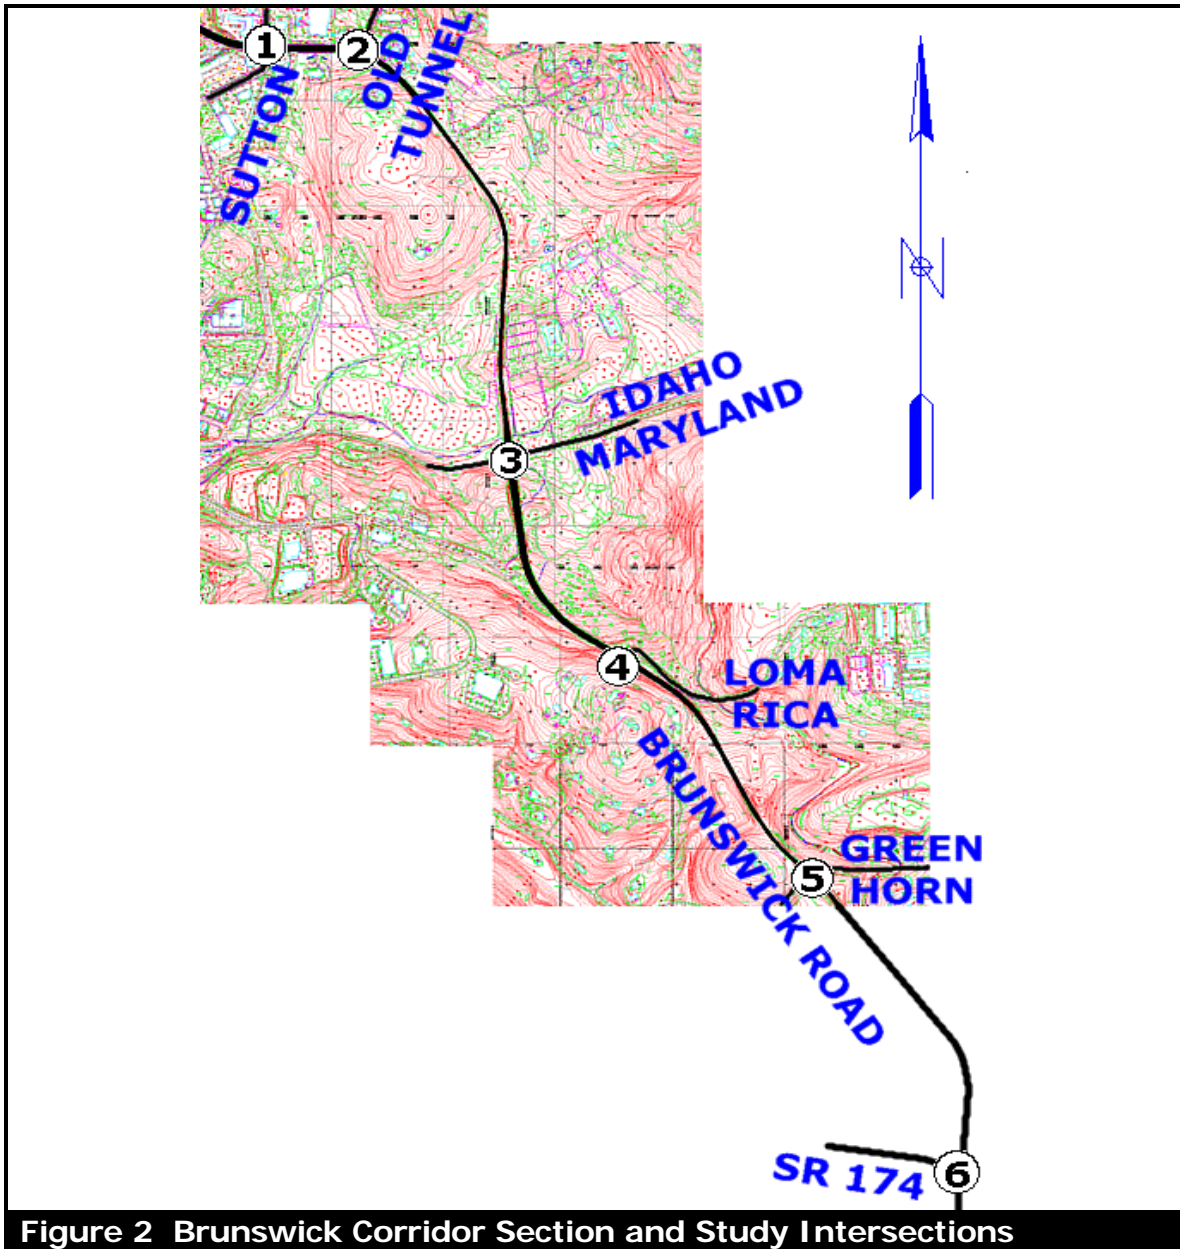 1
2
SUTTON
OLD
TUNNEL
N
IDAHO
MARYLAND
3
4
LOMA
RICA
BRUNSWICK ROAD
GREEN
HORN
5
SR 174
6
Figure 2 Brunswick Corridor Section and Study Intersections